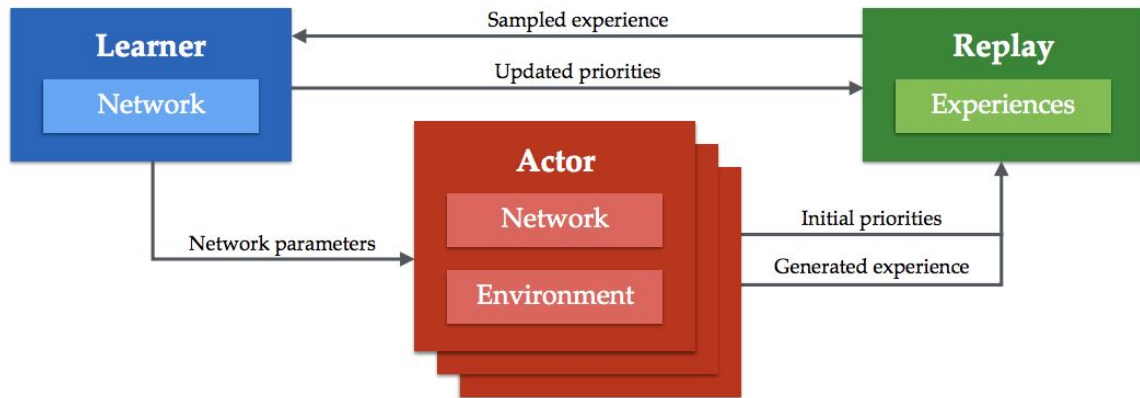 Sampled experience
Learner
Replay
Updated priorities
Network
Experiences
Actor
Network
Initial priorities
Network parameters
Generated experience
Environment